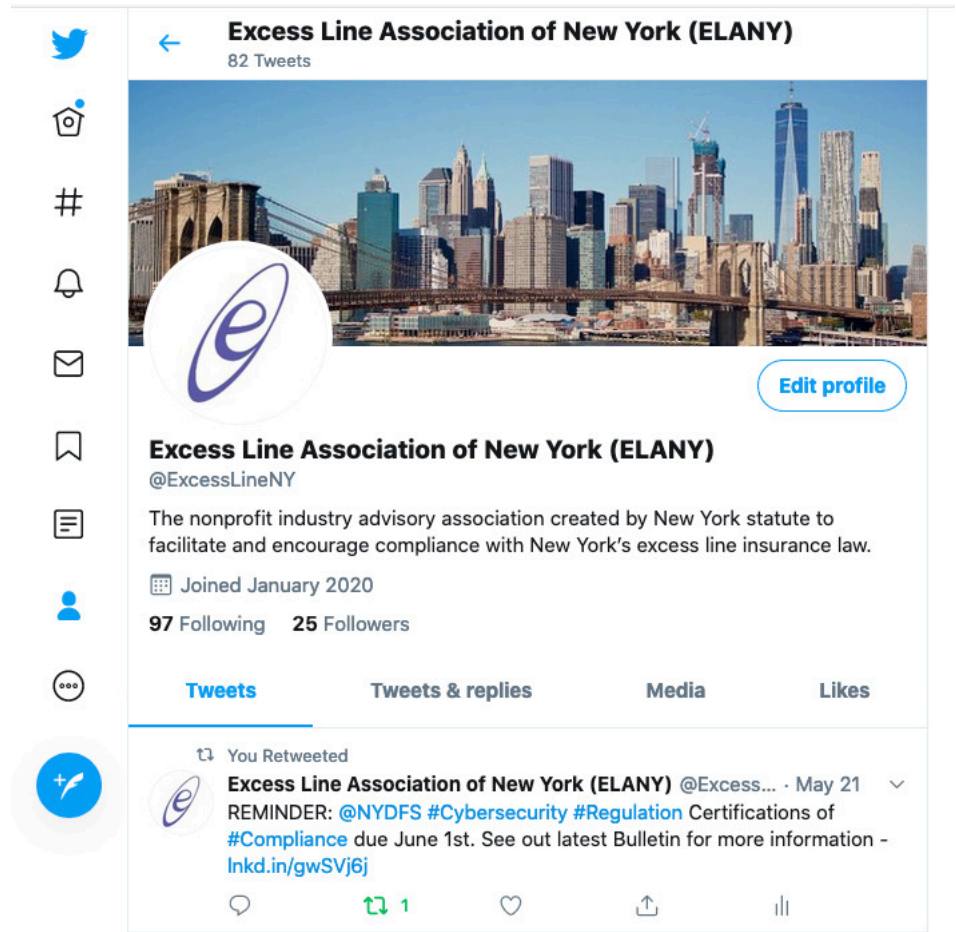 Excess Line Association of New York (ELANY)
82 Tweets
Edit profile
Excess Line Association of New York (ELANY)
@ExcessLineNY
The nonprofit industry advisory association created by New York statute to
facilitate and encourage compliance with New York's excess line insurance law.
Joined January 2020
97 Following 25 Followers
Tweets Tweets & replies Media Likes
You Retweeted
Excess Line Association of New York (ELANY) @Excess... · May 21
REMINDER: @NYDFS #Cybersecurity #Regulation Certifications of
#Compliance due June 1st. See out latest Bulletin for more information -
lnkd.in/gwSVj6j
1